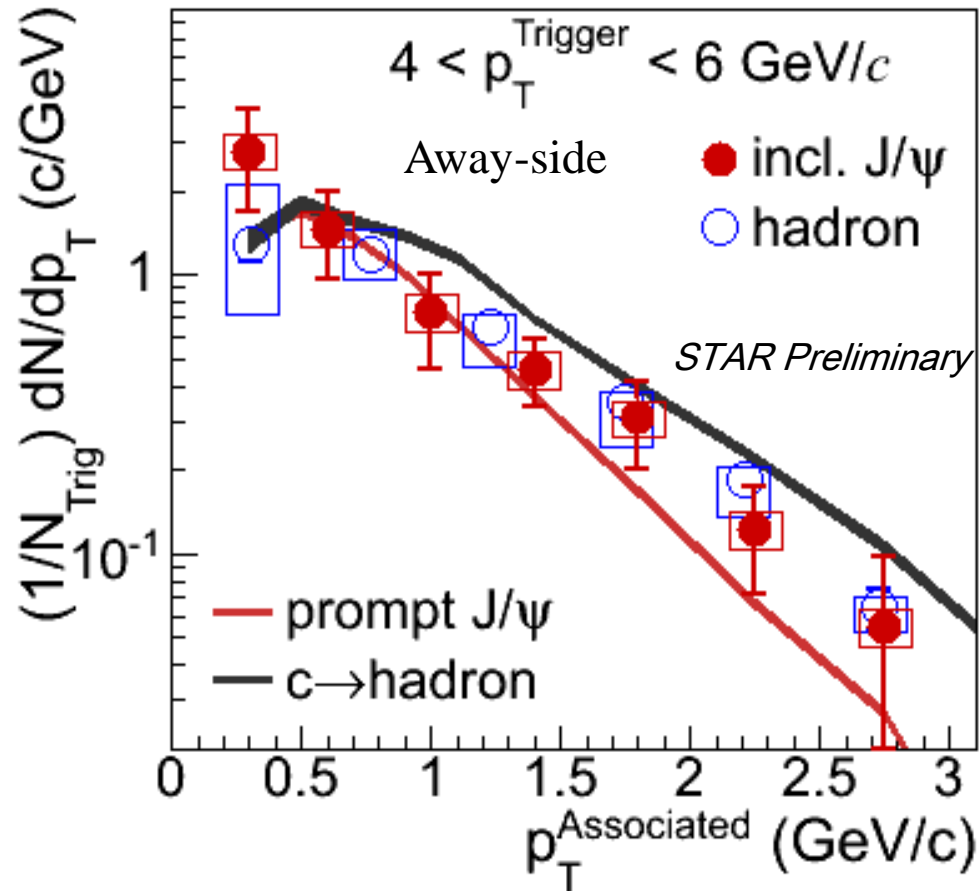 4 < p_T^Trigger < 6 GeV/c
Away-side
incl. J/ψ
hadron
STAR Preliminary
prompt J/ψ
c→hadron
(1/N_Trig) dN/dp_T (c/GeV)
1
10^-1
0 0.5 1 1.5 2 2.5 3
p_T^Associated (GeV/c)